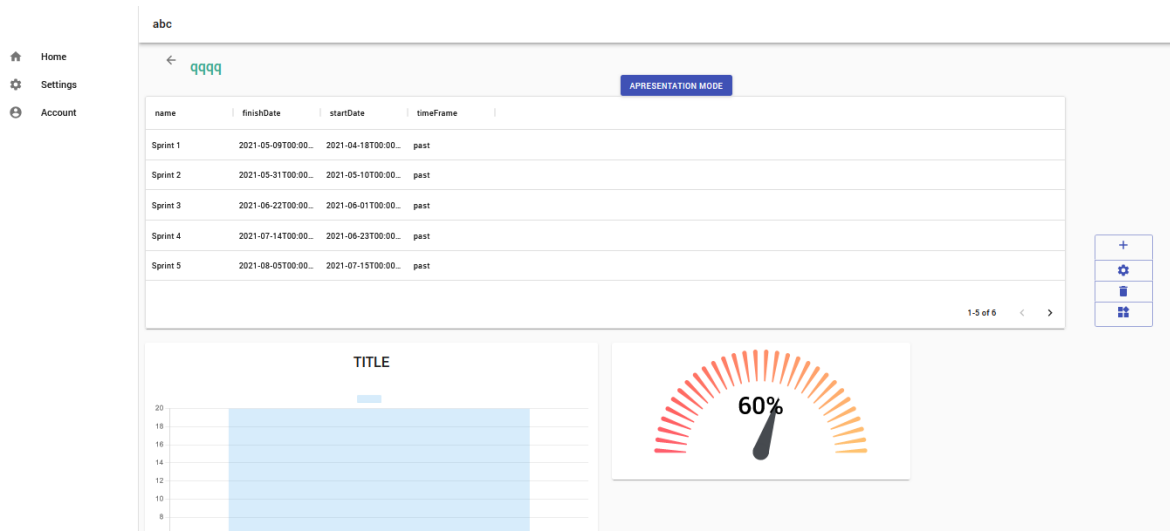 abc
Home
Settings
Account
qqqq
APRESENTATION MODE
name finishDate startDate timeFrame
Sprint 1 2021-05-09T00:00... 2021-04-18T00:00... past
Sprint 2 2021-05-31T00:00... 2021-05-10T00:00... past
Sprint 3 2021-06-22T00:00... 2021-06-01T00:00... past
Sprint 4 2021-07-14T00:00... 2021-06-23T00:00... past
Sprint 5 2021-08-05T00:00... 2021-07-15T00:00... past
1-5 of 6
TITLE
20
18
16
14
12
10
8
60%